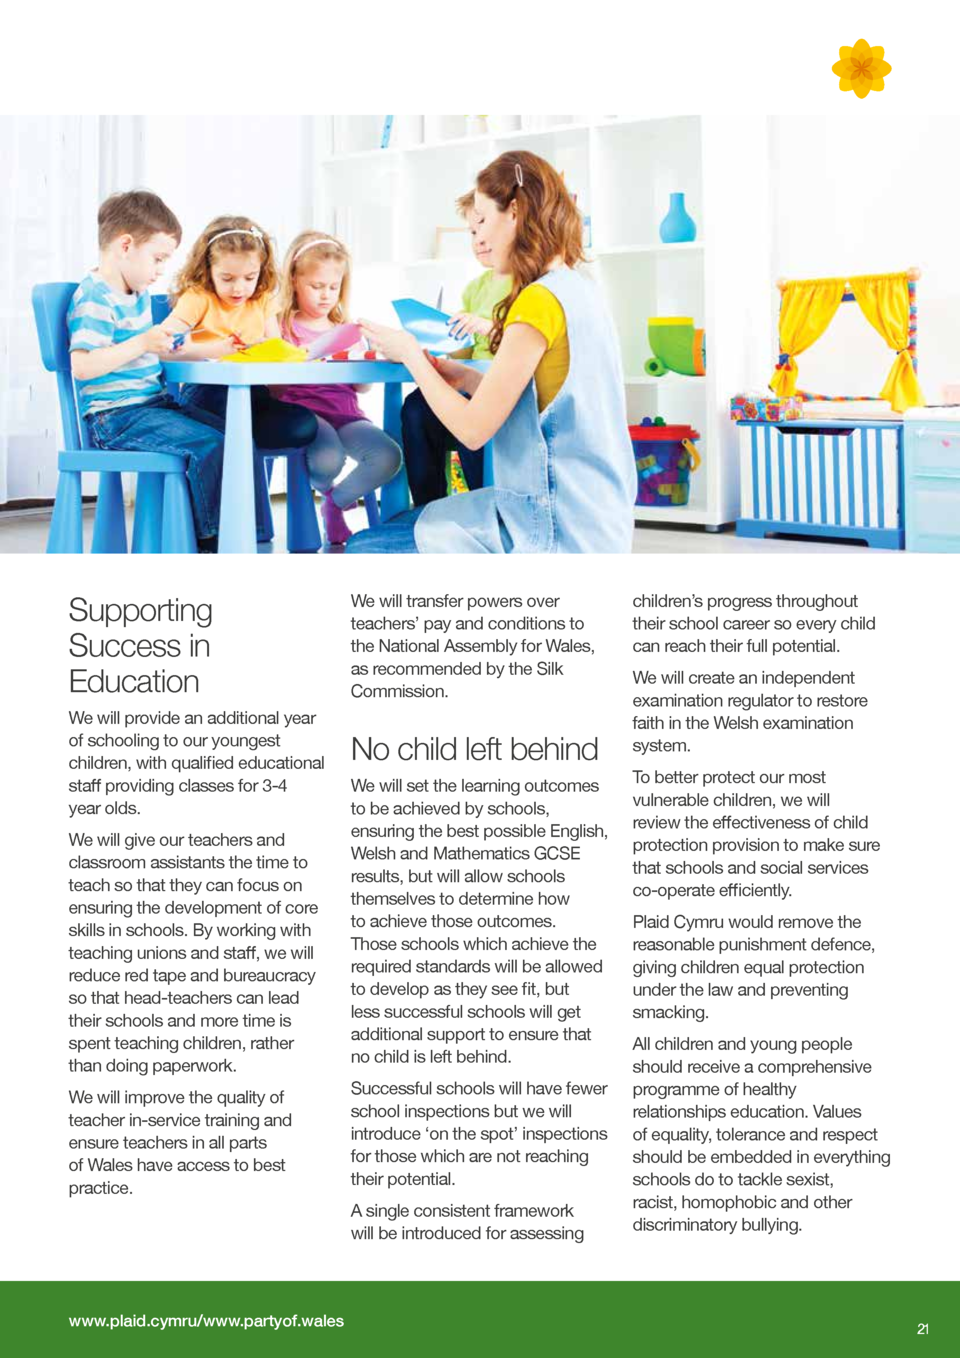 Supporting
Success in
Education
We will provide an additional year
of schooling to our youngest
children, with qualified educational
staff providing classes for 3-4
year olds.
We will give our teachers and
classroom assistants the time to
teach so that they can focus on
ensuring the development of core
skills in schools. By working with
teaching unions and staff, we will
reduce red tape and bureaucracy
so that head-teachers can lead
their schools and more time is
spent teaching children, rather
than doing paperwork.
We will improve the quality of
teacher in-service training and
ensure teachers in all parts
of Wales have access to best
practice.
We will transfer powers over
teachers’ pay and conditions to
the National Assembly for Wales,
as recommended by the Silk
Commission.
No child left behind
We will set the learning outcomes
to be achieved by schools,
ensuring the best possible English,
Welsh and Mathematics GCSE
results, but will allow schools
themselves to determine how
to achieve those outcomes.
Those schools which achieve the
required standards will be allowed
to develop as they see fit, but
less successful schools will get
additional support to ensure that
no child is left behind.
Successful schools will have fewer
school inspections but we will
introduce ‘on the spot’ inspections
for those which are not reaching
their potential.
A single consistent framework
will be introduced for assessing
children’s progress throughout
their school career so every child
can reach their full potential.
We will create an independent
examination regulator to restore
faith in the Welsh examination
system.
To better protect our most
vulnerable children, we will
review the effectiveness of child
protection provision to make sure
that schools and social services
co-operate efficiently.
Plaid Cymru would remove the
reasonable punishment defence,
giving children equal protection
under the law and preventing
smacking.
All children and young people
should receive a comprehensive
programme of healthy
relationships education. Values
of equality, tolerance and respect
should be embedded in everything
schools do to tackle sexist,
racist, homophobic and other
discriminatory bullying.
www.plaid.cymru/www.partyof.wales
21